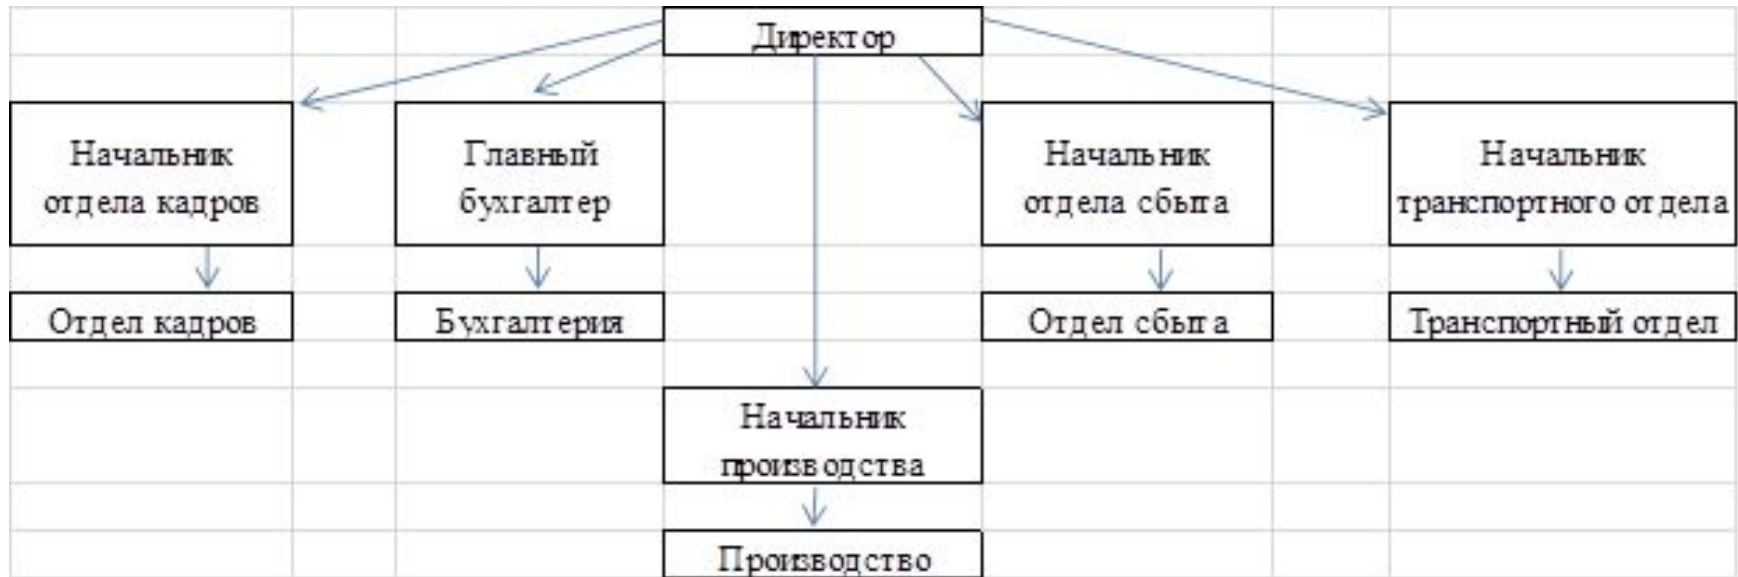 Директор
Начальник
отдела кадров
Главный
бухгалтер
Начальник
отдела сбыта
Начальник
транспортного отдела
Отдел кадров
Бухгалтерия
Отдел сбыта
Транспортный отдел
Начальник
производства
Производство